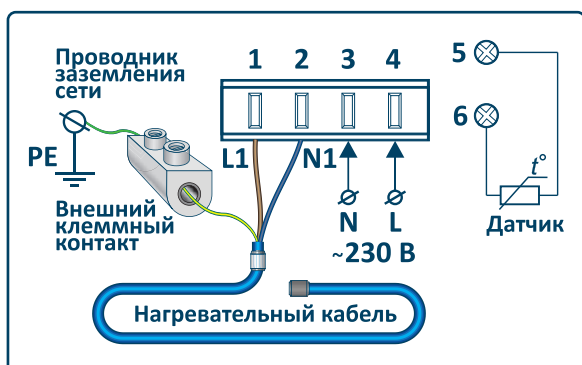 Проводник
заземления
сети
1 2 3 4
5
6
PE
L1 N1
t°
Внешний
клеммный
контакт
N L
~230 В
Датчик
Нагревательный кабель